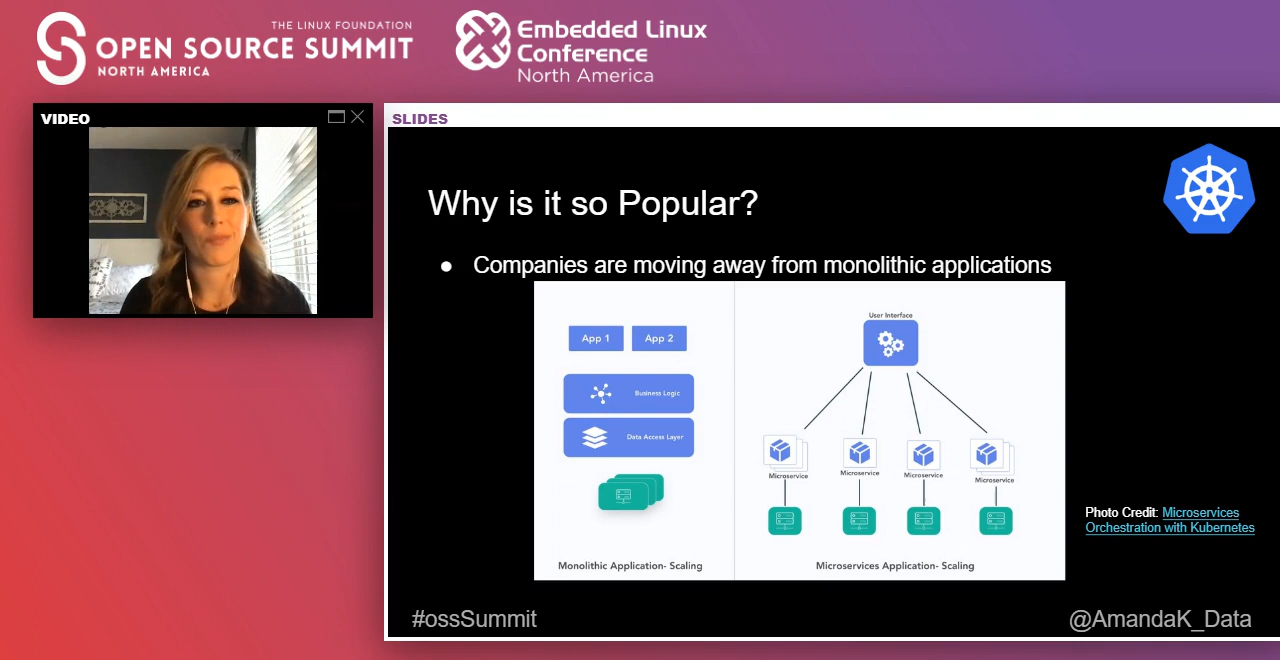 THE LINUX FOUNDATION
OPEN SOURCE SUMMIT
NORTH AMERICA
Embedded Linux
Conference
North America
VIDEO
SLIDES
Why is it so Popular?
● Companies are moving away from monolithic applications
App 1 App 2
Business Logic
Data Access Layer
Monolithic Application- Scaling
User Interface
Microservice Microservice Microservice Microservice
Microservices Application- Scaling
Photo Credit: Microservices
Orchestration with Kubernetes
#ossSummit
@AmandaK_Data